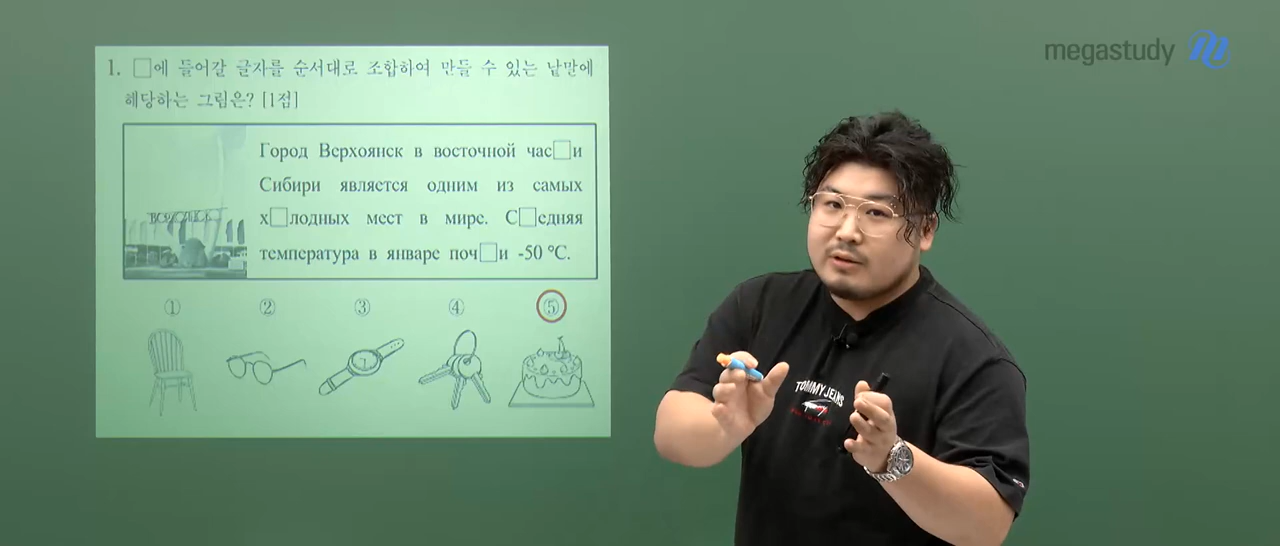 megastudy
1. □에 들어갈 글자를 순서대로 조합하여 만들 수 있는 낱말에
해당하는 그림은? [1점]
Город Верхоянск в восточной час□и
Сибири является одним из самых
х□лодных мест в мире. С□едняя
температура в январе поч□и -50 ℃.
① ② ③ ④ ⑤
TOMMY JEANS